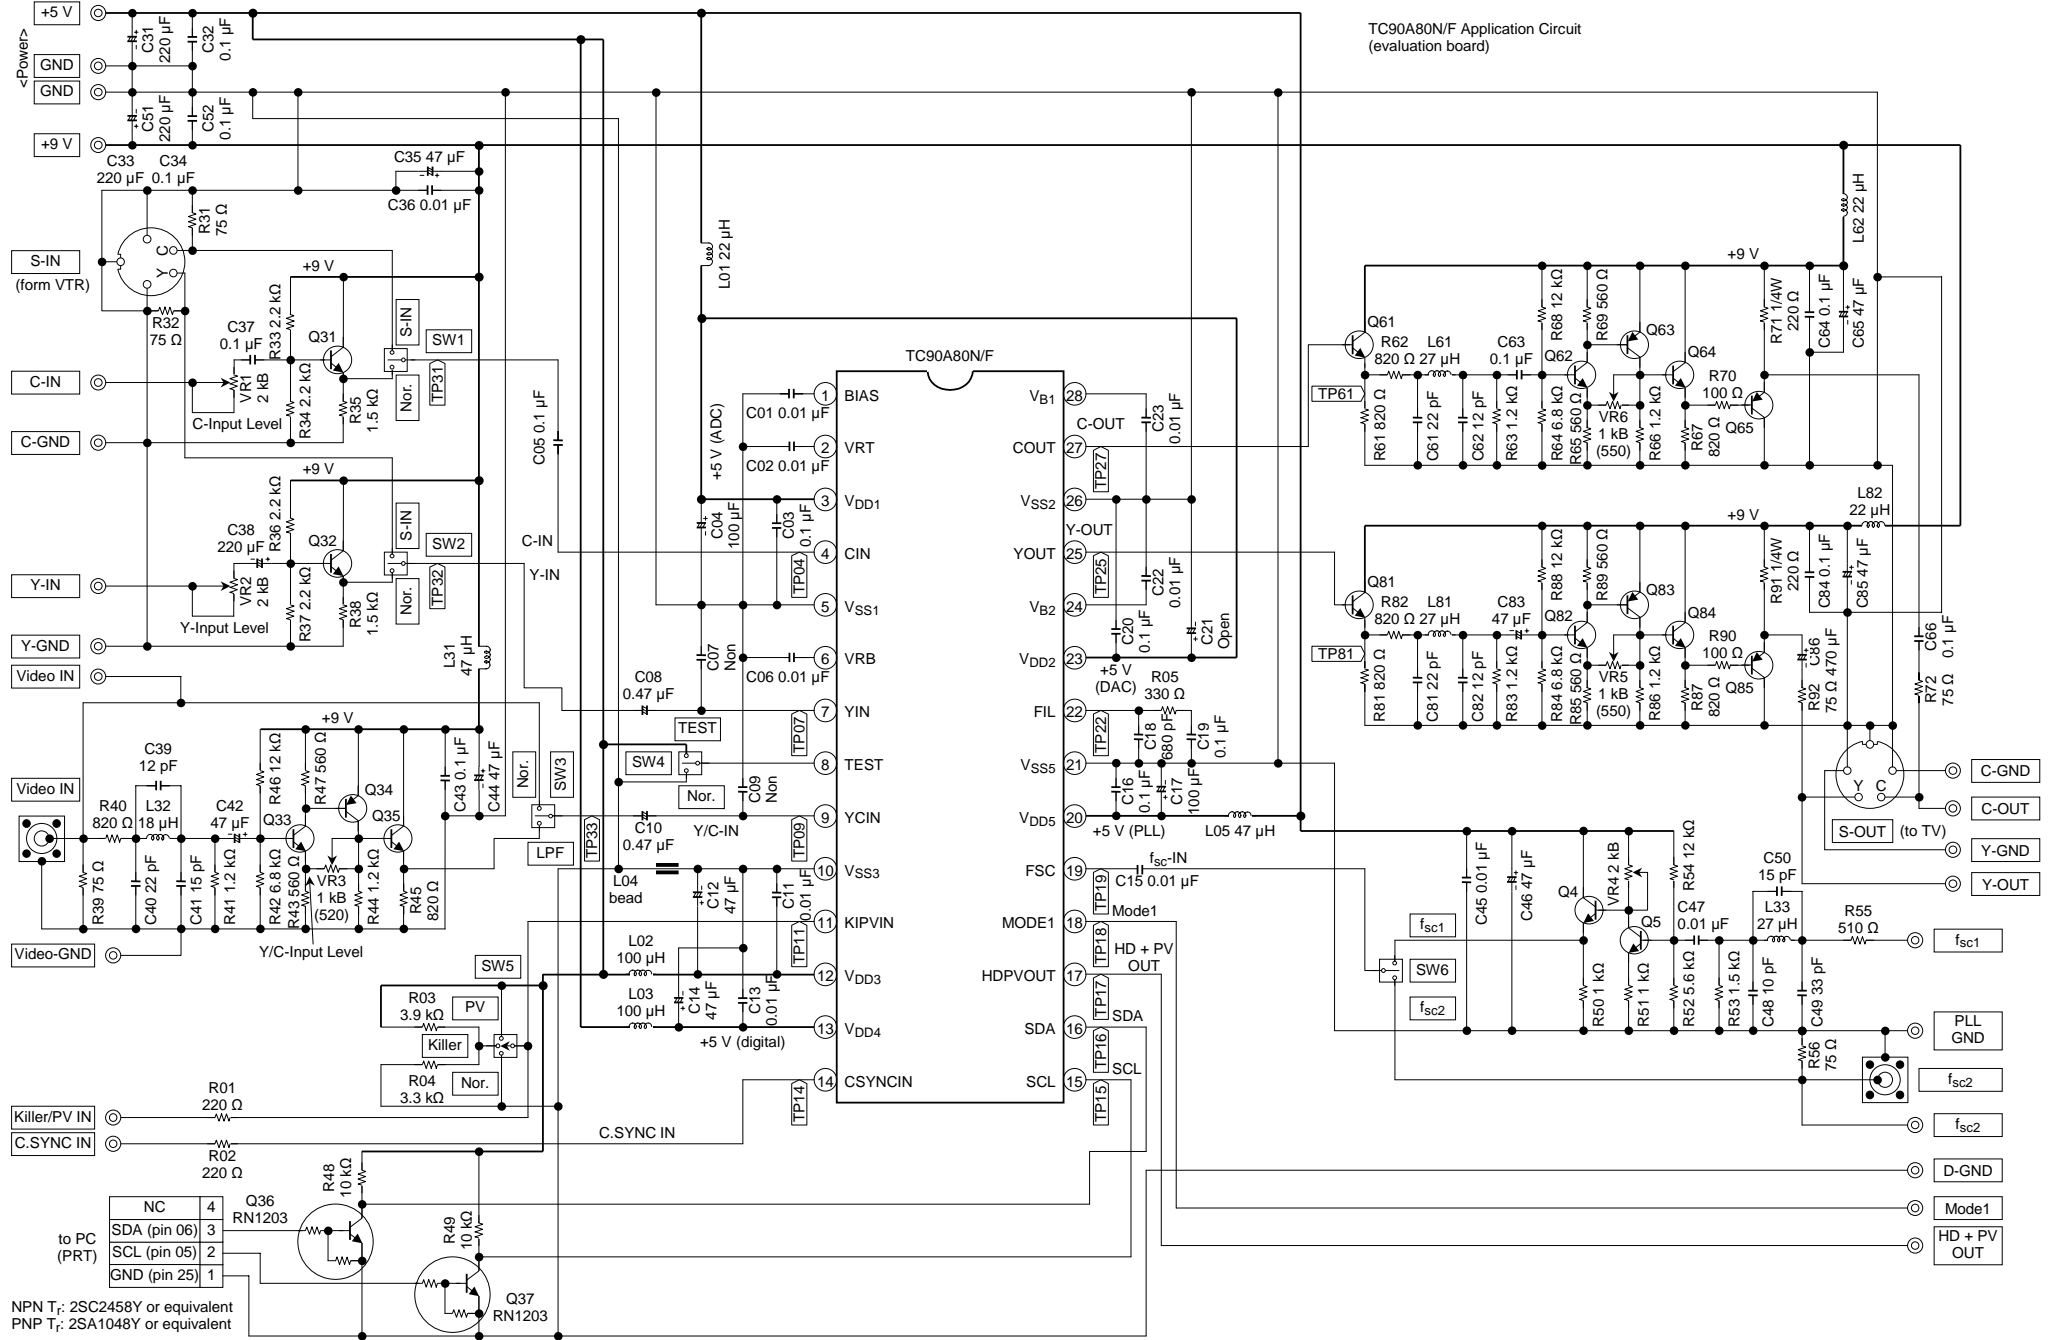 TC90A80N/F Application Circuit
(evaluation board)
<Power>
+5 V
GND
GND
+9 V
C31
220 µF
C32
0.1 µF
C51
220 µF
C52
0.1 µF
C33
220 µF
C34
0.1 µF
C35 47 µF
C36 0.01 µF
R31
75 Ω
S-IN
(form VTR)
C
Y
R32
75 Ω
+9 V
C37
0.1 µF
R33 2.2 kΩ
Q31
S-IN
SW1
C-IN
VR1
2 kB
R34 2.2 kΩ
R35
1.5 kΩ
Nor.
TP31
C-Input Level
C-GND
+9 V
C38
220 µF
R36 2.2 kΩ
Q32
S-IN
SW2
Y-IN
VR2
2 kB
R37 2.2 kΩ
R38
1.5 kΩ
Nor.
TP32
Y-Input Level
Y-GND
L31
47 µH
Video IN
+9 V
C39
12 pF
Video IN
R40
820 Ω
L32
18 µH
C42
47 µF
R46 12 kΩ
R47 560 Ω
Q33
Q34
Q35
C43 0.1 µF
C44 47 µF
R39 75 Ω
C40 22 pF
C41 15 pF
R41 1.2 kΩ
R42 6.8 kΩ
R43 560 Ω
VR3
1 kB
(520)
R44 1.2 kΩ
R45
820 Ω
Video-GND
Y/C-Input Level
Nor.
SW3
LPF
TP33
C05 0.1 µF
C-IN
Y-IN
C08
0.47 µF
TEST
SW4
Nor.
C10
0.47 µF
Y/C-IN
L04
bead
L01 22 µH
+5 V (ADC)
C01 0.01 µF
C02 0.01 µF
C04
100 µF
C03
0.1 µF
TP04
C07
Non
C06 0.01 µF
TP07
C09
Non
TP09
C12
47 µF
C11
0.01 µF
TP11
L02
100 µH
L03
100 µH
C14
47 µF
C13
0.01 µF
+5 V (digital)
TP14
SW5
R03
3.9 kΩ
PV
Killer
R04
3.3 kΩ
Nor.
Killer/PV IN
R01
220 Ω
C.SYNC IN
R02
220 Ω
C.SYNC IN
R48
10 kΩ
Q36
RN1203
R49
10 kΩ
Q37
RN1203
to PC
(PRT)
NC 4
SDA (pin 06) 3
SCL (pin 05) 2
GND (pin 25) 1
NPN Tr: 2SC2458Y or equivalent
PNP Tr: 2SA1048Y or equivalent
TC90A80N/F
1 BIAS
2 VRT
3 VDD1
4 CIN
5 VSS1
6 VRB
7 YIN
8 TEST
9 YCIN
10 VSS3
11 KIPVIN
12 VDD3
13 VDD4
14 CSYNCIN
VB1 28
COUT 27
VSS2 26
YOUT 25
VB2 24
VDD2 23
FIL 22
VSS5 21
VDD5 20
FSC 19
MODE1 18
HDPVOUT 17
SDA 16
SCL 15
C-OUT
C23
0.01 µF
TP27
Y-OUT
TP25
C22
0.01 µF
C20
0.1 µF
C21
Open
+5 V
(DAC)
R05
330 Ω
TP22
C18
680 pF
C19
0.1 µF
C16
0.1 µF
C17
100 µF
+5 V (PLL)
L05 47 µH
fsc-IN
C15 0.01 µF
TP19
Mode1
TP18
HD + PV
OUT
TP17
SDA
TP16
SCL
TP15
L62 22 µH
+9 V
Q61
R62
820 Ω
L61
27 µH
C63
0.1 µF
R68 12 kΩ
R69 560 Ω
Q62
Q63
Q64
R70
100 Ω
Q65
R71 1/4W
220 Ω
C64 0.1 µF
C65 47 µF
TP61
R61 820 Ω
C61 22 pF
C62 12 pF
R63 1.2 kΩ
R64 6.8 kΩ
R65 560 Ω
VR6
1 kB
(550)
R66 1.2 kΩ
R67
820 Ω
L82
22 µH
+9 V
Q81
R82
820 Ω
L81
27 µH
C83
47 µF
R88 12 kΩ
R89 560 Ω
Q82
Q83
Q84
R90
100 Ω
Q85
R91 1/4W
220 Ω
C84 0.1 µF
C85 47 µF
TP81
R81 820 Ω
C81 22 pF
C82 12 pF
R83 1.2 kΩ
R84 6.8 kΩ
R85 560 Ω
VR5
1 kB
(550)
R86 1.2 kΩ
R87
820 Ω
C86
470 µF
R92
75 Ω
C66
0.1 µF
R72
75 Ω
Y
C
S-OUT
(to TV)
C-GND
C-OUT
Y-GND
Y-OUT
C45 0.01 µF
C46 47 µF
Q4
VR4 2 kB
Q5
R54 12 kΩ
C47
0.01 µF
C50
15 pF
L33
27 µH
R55
510 Ω
fsc1
fsc1
SW6
fsc2
R50 1 kΩ
R51 1 kΩ
R52 5.6 kΩ
R53 1.5 kΩ
C48 10 pF
C49 33 pF
PLL
GND
R56
75 Ω
fsc2
fsc2
D-GND
Mode1
HD + PV
OUT